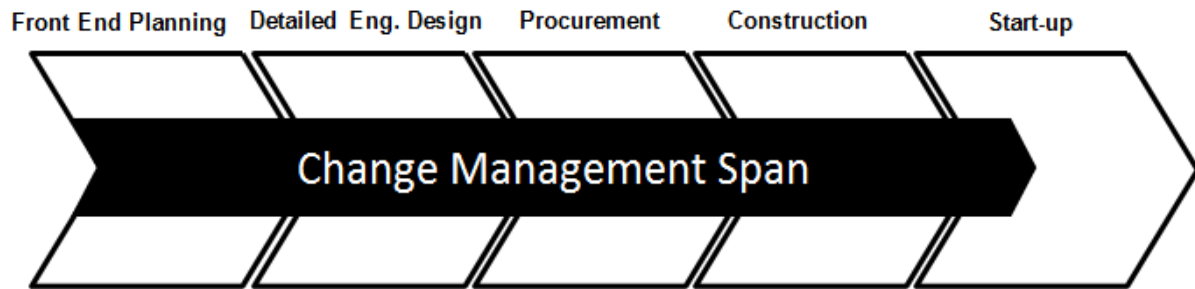 Front End Planning Detailed Eng. Design Procurement Construction Start-up
Change Management Span